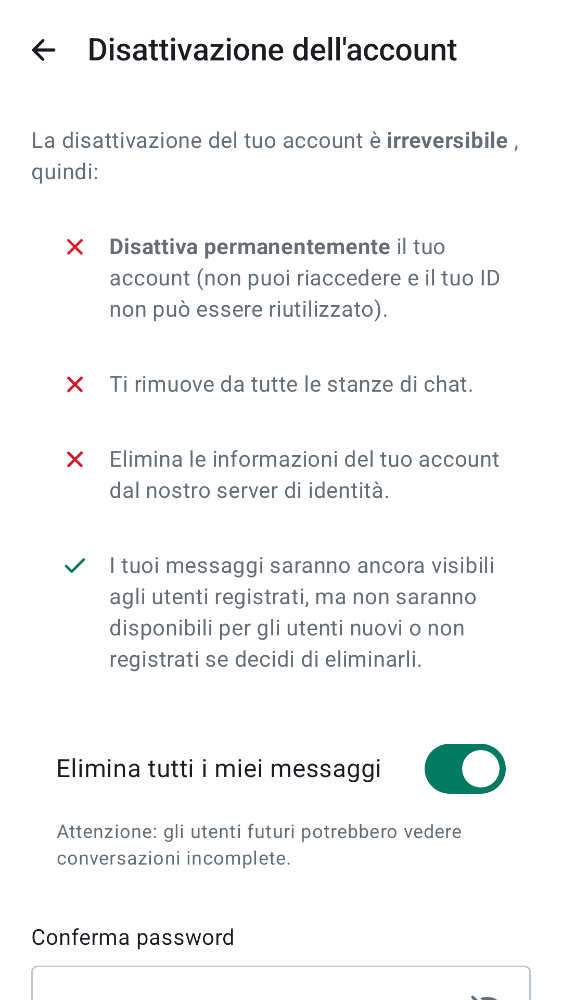 Disattivazione dell'account
La disattivazione del tuo account è irreversibile ,
quindi:
Disattiva permanentemente il tuo
account (non puoi riaccedere e il tuo ID
non può essere riutilizzato).
Ti rimuove da tutte le stanze di chat.
Elimina le informazioni del tuo account
dal nostro server di identità.
I tuoi messaggi saranno ancora visibili
agli utenti registrati, ma non saranno
disponibili per gli utenti nuovi o non
registrati se decidi di eliminarli.
Elimina tutti i miei messaggi
Attenzione: gli utenti futuri potrebbero vedere
conversazioni incomplete.
Conferma password